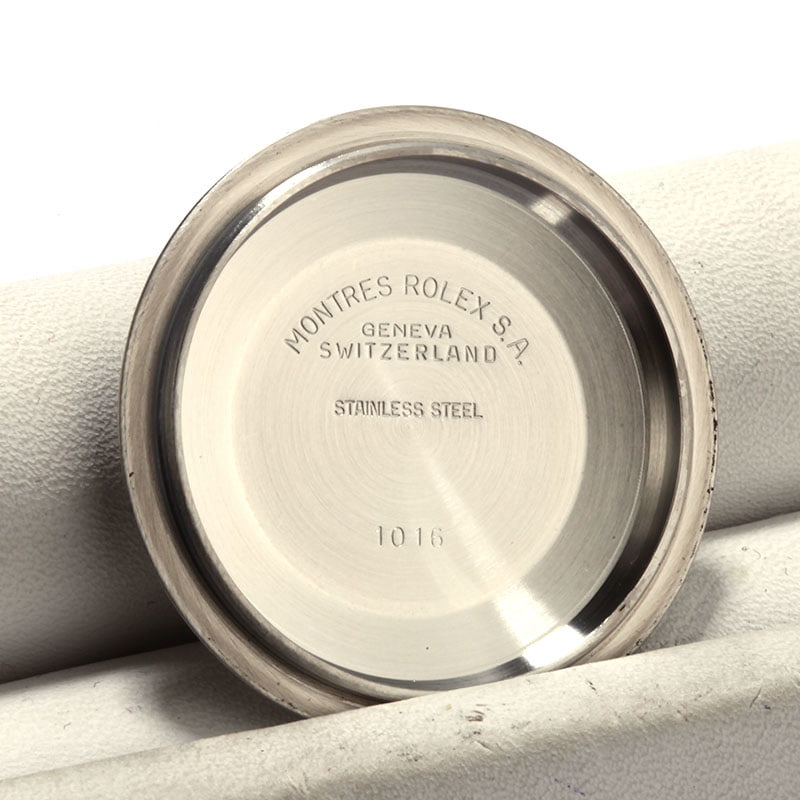 MONTRES ROLEX S.A.
GENEVA
SWITZERLAND
STAINLESS STEEL
1016